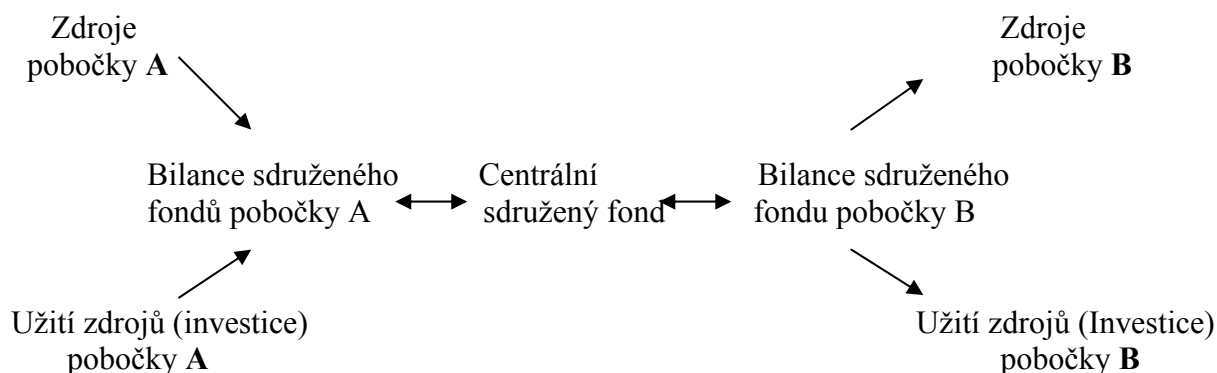 Zdroje
pobočky A
Zdroje
pobočky B
Bilance sdruženého
fondů pobočky A
Centrální
sdružený fond
Bilance sdruženého
fondu pobočky B
Užití zdrojů (investice)
pobočky A
Užití zdrojů (Investice)
pobočky B